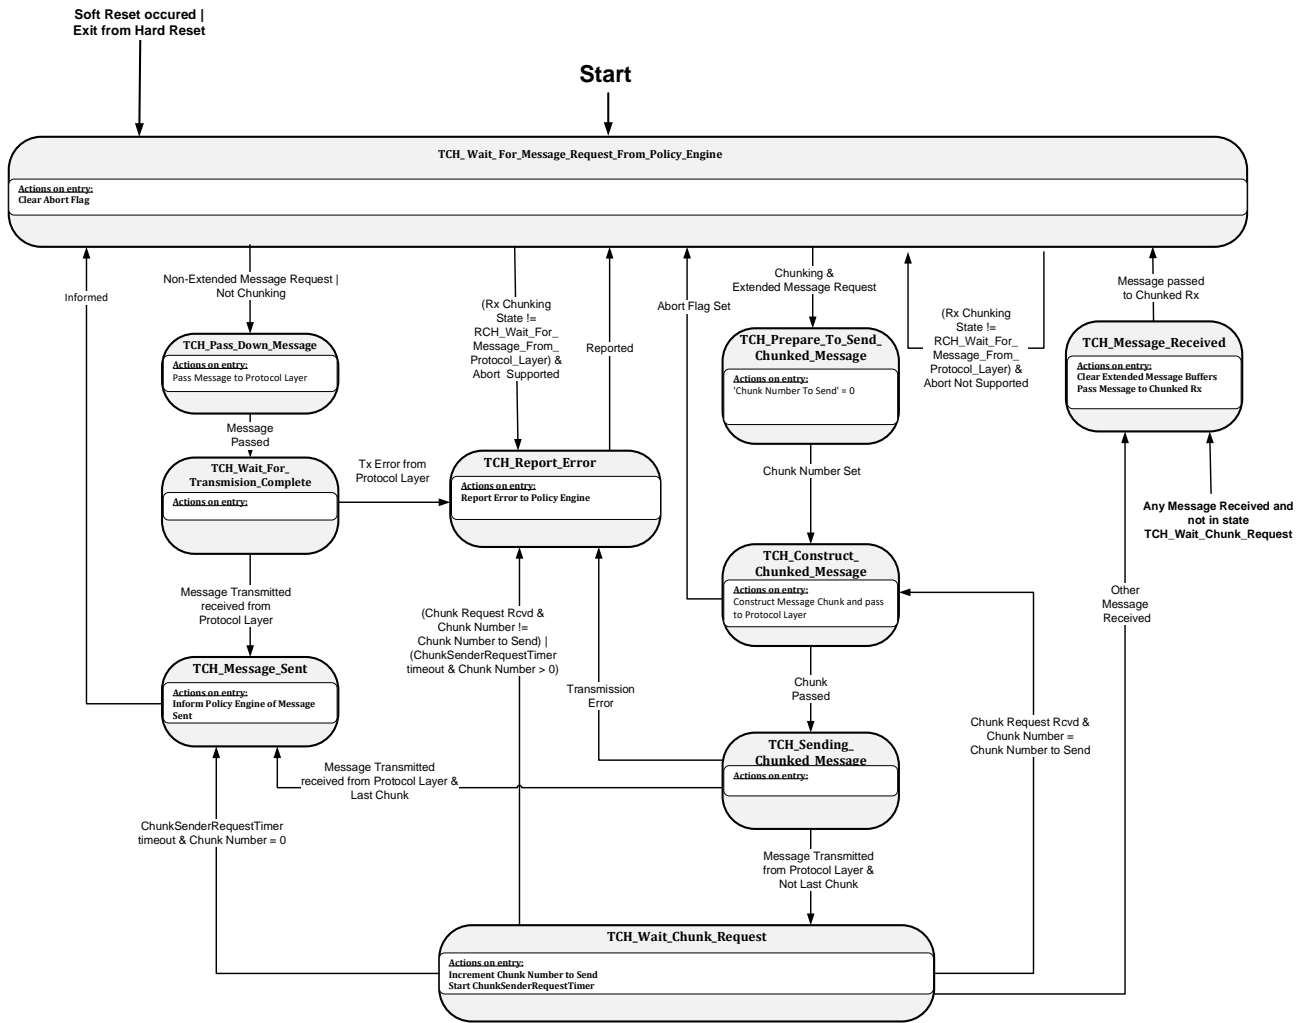 Soft Reset occured |
Exit from Hard Reset
Start
TCH_ Wait_ For_Message_Request_From_Policy_Engine
Actions on entry:
Clear Abort Flag
Informed
Non-Extended Message Request |
Not Chunking
(Rx Chunking
State !=
RCH_Wait_For_
Message_From_
Protocol_Layer) &
Abort  Supported
Reported
Abort Flag Set
Chunking &
Extended Message Request
(Rx Chunking
State !=
RCH_Wait_For_
Message_From_
Protocol_Layer) &
Abort Not Supported
Message passed
to Chunked Rx
TCH_Pass_Down_Message
Actions on entry:
Pass Message to Protocol Layer
TCH_Prepare_To_Send_
Chunked_Message
Actions on entry:
'Chunk Number To Send' = 0
TCH_Message_Received
Actions on entry:
Clear Extended Message Buffers
Pass Message to Chunked Rx
Message
Passed
TCH_Wait_For_
Transmision_Complete
Actions on entry:
Tx Error from
Protocol Layer
TCH_Report_Error
Actions on entry:
Report Error to Policy Engine
Chunk Number Set
Any Message Received and
not in state
TCH_Wait_Chunk_Request
TCH_Construct_
Chunked_Message
Actions on entry:
Construct Message Chunk and pass
to Protocol Layer
Message Transmitted
received from
Protocol Layer
(Chunk Request Rcvd &
Chunk Number !=
Chunk Number to Send) |
(ChunkSenderRequestTimer
timeout & Chunk Number > 0)
Other
Message
Received
TCH_Message_Sent
Actions on entry:
Inform Policy Engine of Message
Sent
Transmission
Error
Chunk
Passed
Chunk Request Rcvd &
Chunk Number =
Chunk Number to Send
TCH_Sending_
Chunked_Message
Actions on entry:
Message Transmitted
received from Protocol Layer &
Last Chunk
ChunkSenderRequestTimer
timeout & Chunk Number = 0
Message Transmitted
from Protocol Layer &
Not Last Chunk
TCH_Wait_Chunk_Request
Actions on entry:
Increment Chunk Number to Send
Start ChunkSenderRequestTimer